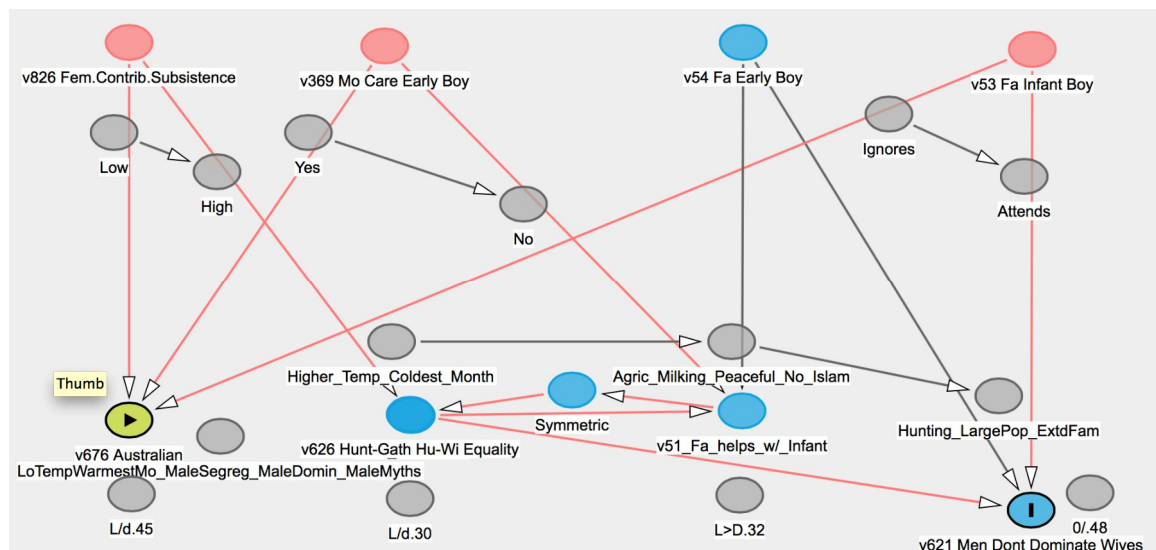 v826 Fem.Contrib.Subsistence
v369 Mo Care Early Boy
v54 Fa Early Boy
v53 Fa Infant Boy
Low
High
Yes
No
Ignores
Attends
Higher_Temp_Coldest_Month
Agric_Milking_Peaceful_No_Islam
Hunting_LargePop_ExtdFam
Thumb
Symmetric
v676 Australian
LoTempWarmestMo_MaleSegreg_MaleDomin_MaleMyths
v626 Hunt-Gath Hu-Wi Equality
v51_Fa_helps_w/_Infant
L/d.45
L/d.30
L>D.32
0/.48
v621 Men Dont Dominate Wives